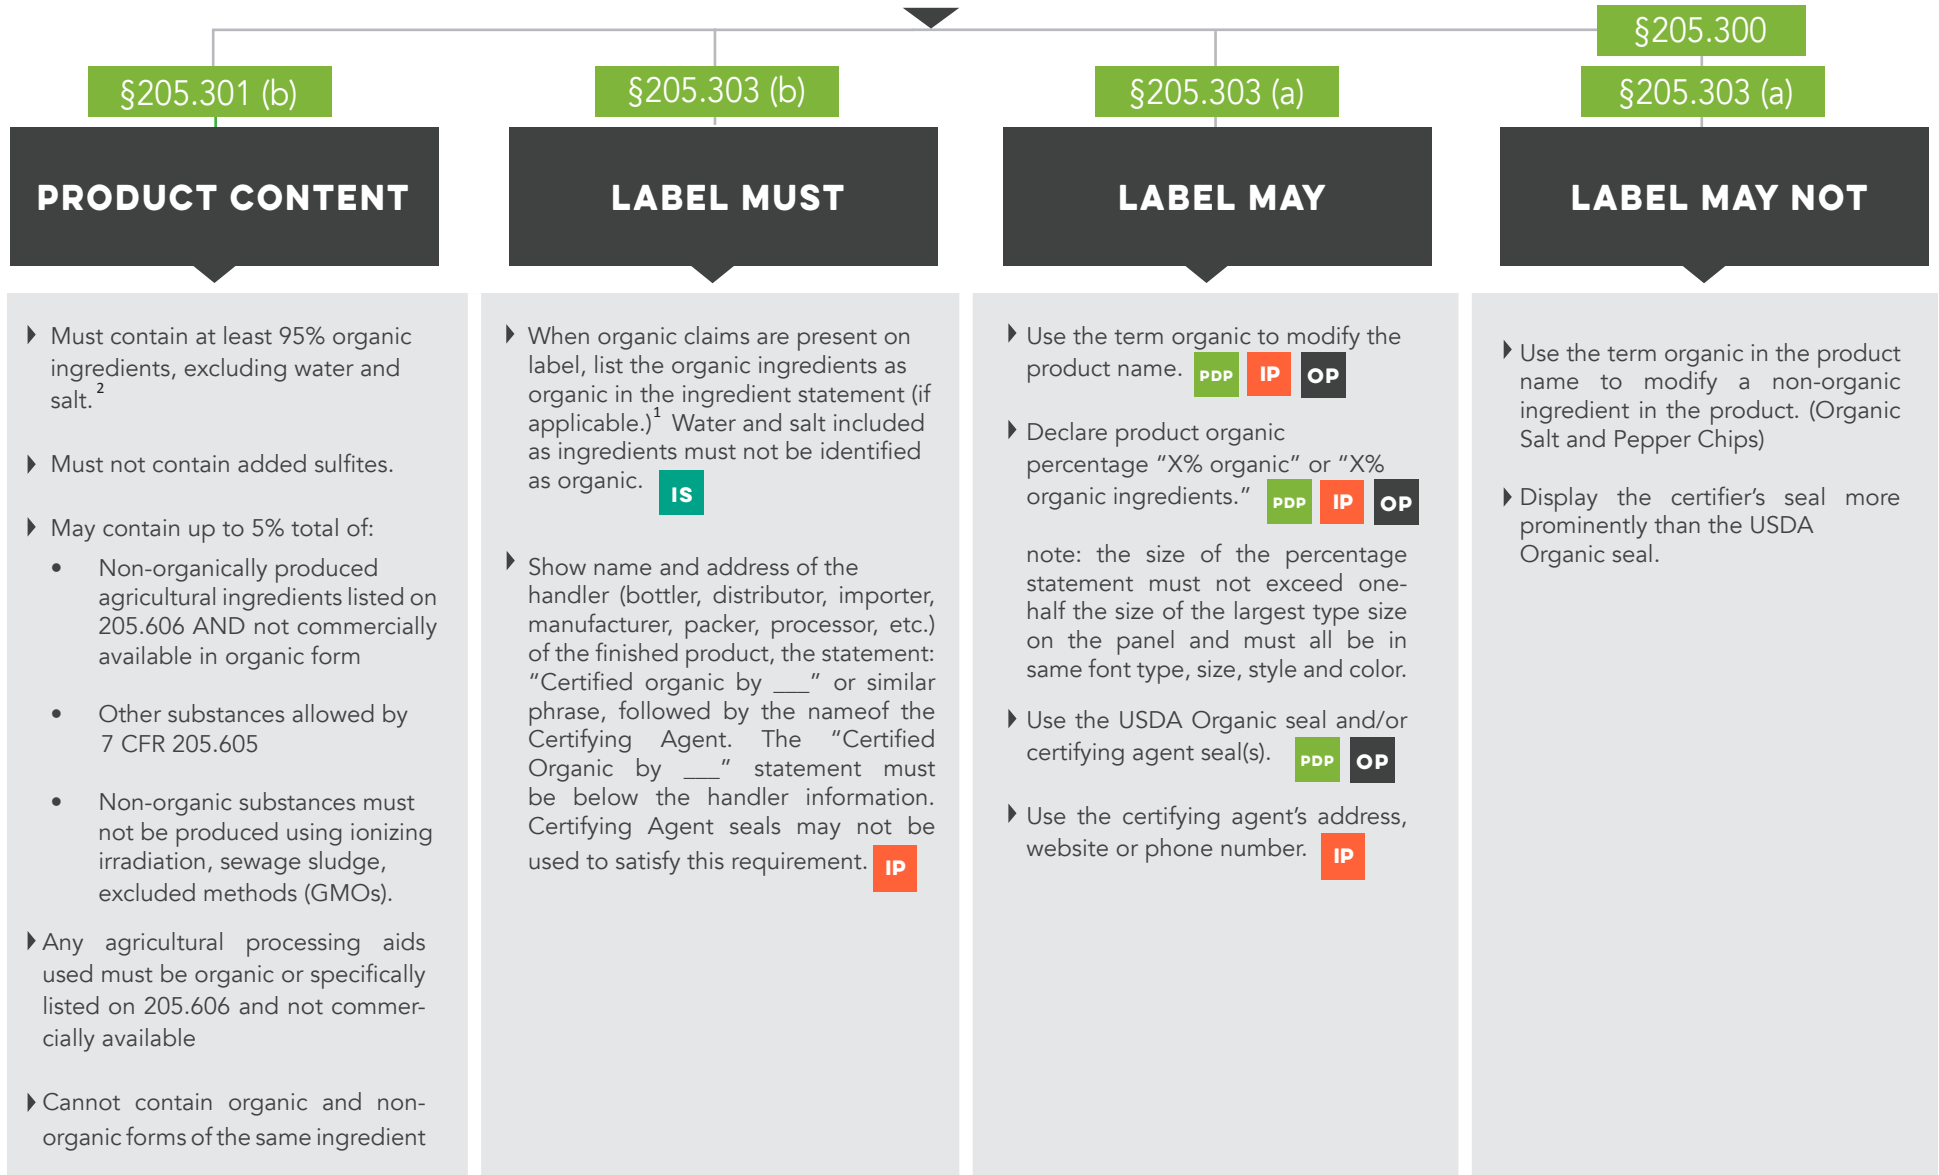 §205.300
§205.301 (b)
§205.303 (b)
§205.303 (a)
§205.303 (a)
PRODUCT CONTENT
LABEL MUST
LABEL MAY
LABEL MAY NOT
Must contain at least 95% organic
ingredients, excluding water and
salt. 2
Must not contain added sulfites.
May contain up to 5% total of:
• Non-organically produced
agricultural ingredients listed on
205.606 AND not commercially
available in organic form
• Other substances allowed by
7 CFR 205.605
• Non-organic substances must
not be produced using ionizing
irradiation, sewage sludge,
excluded methods (GMOs).
Any agricultural processing aids
used must be organic or specifically
listed on 205.606 and not commer-
cially available
Cannot contain organic and non-
organic forms of the same ingredient
When organic claims are present on
label, list the organic ingredients as
organic in the ingredient statement (if
applicable.)1 Water and salt included
as ingredients must not be identified
as organic. IS
Show name and address of the
handler (bottler, distributor, importer,
manufacturer, packer, processor, etc.)
of the finished product, the statement:
“Certified organic by ___” or similar
phrase, followed by the nameof the
Certifying Agent. The “Certified
Organic by ___” statement must
be below the handler information.
Certifying Agent seals may not be
used to satisfy this requirement. IP
Use the term organic to modify the
product name. PDP IP OP
Declare product organic
percentage “X% organic” or “X%
organic ingredients.” PDP IP OP
note: the size of the percentage
statement must not exceed one-
half the size of the largest type size
on the panel and must all be in
same font type, size, style and color.
Use the USDA Organic seal and/or
certifying agent seal(s). PDP OP
Use the certifying agent’s address,
website or phone number. IP
Use the term organic in the product
name to modify a non-organic
ingredient in the product. (Organic
Salt and Pepper Chips)
Display the certifier’s seal more
prominently than the USDA
Organic seal.